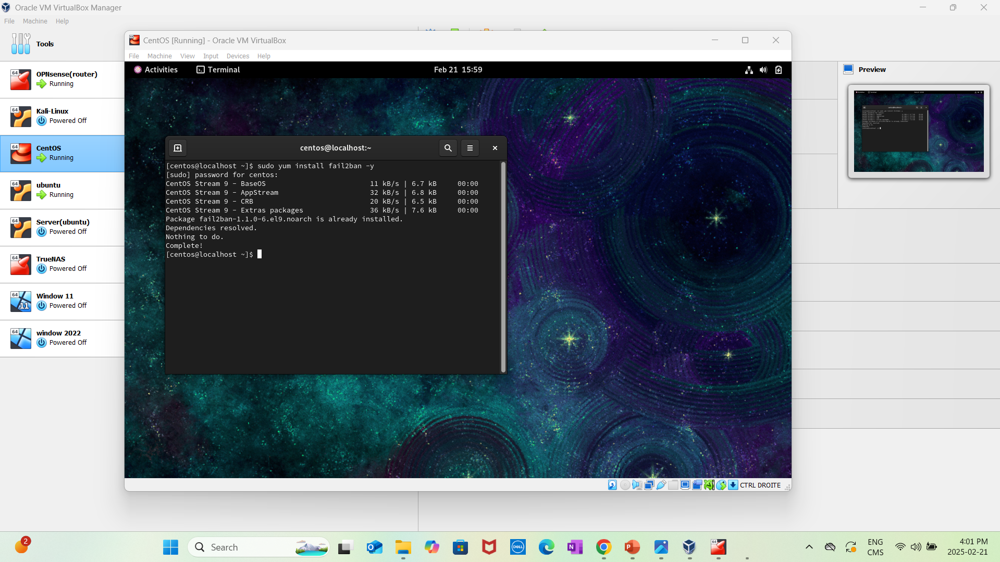 Oracle VM VirtualBox Manager
File Machine Help
Tools
64
OPNsense(router)
Running
64
Kali-Linux
Powered Off
64
CentOS
Running
64
ubuntu
Running
64
Server(ubuntu)
Powered Off
64
TrueNAS
Powered Off
64
11
Window 11
Powered Off
64
window 2022
Powered Off
CentOS [Running] - Oracle VM VirtualBox
File Machine View Input Devices Help
Activities Terminal Feb 21 15:59
centos@localhost:~
[centos@localhost ~]$ sudo yum install fail2ban -y
[sudo] password for centos:
CentOS Stream 9 - BaseOS 11 kB/s | 6.7 kB 00:00
CentOS Stream 9 - AppStream 32 kB/s | 6.8 kB 00:00
CentOS Stream 9 - CRB 20 kB/s | 6.5 kB 00:00
CentOS Stream 9 - Extras packages 36 kB/s | 7.6 kB 00:00
Package fail2ban-1.1.0-6.el9.noarch is already installed.
Dependencies resolved.
Nothing to do.
Complete!
[centos@localhost ~]$
CTRL DROITE
Preview
2
Search
DELL
64
ENG
CMS
4:01 PM
2025-02-21